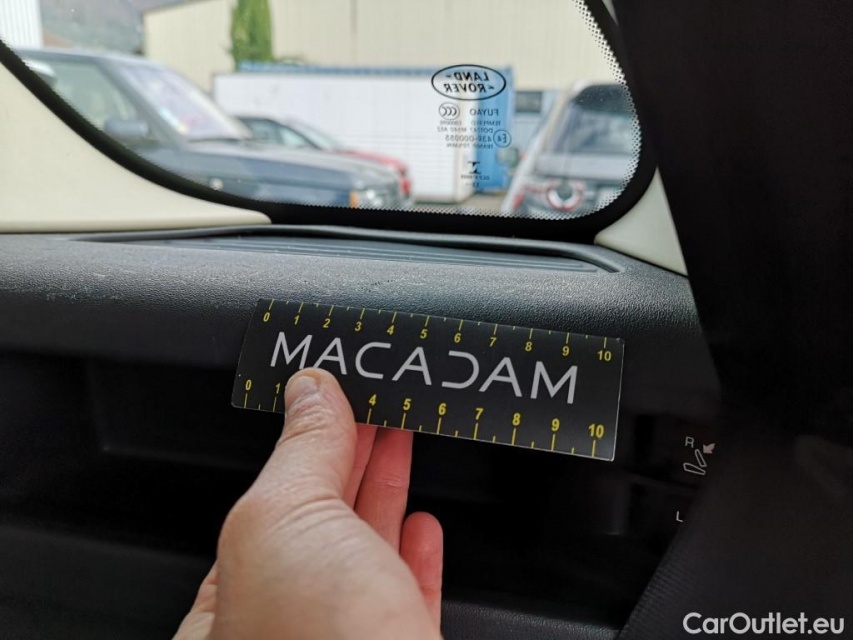 LAND-
-ROVER
FUYAO
0 1 2 3 4 5 6 7 8 9 10
MACADAM
0 1 4 5 6 7 8 9 10
R
L
CarOutlet.eu